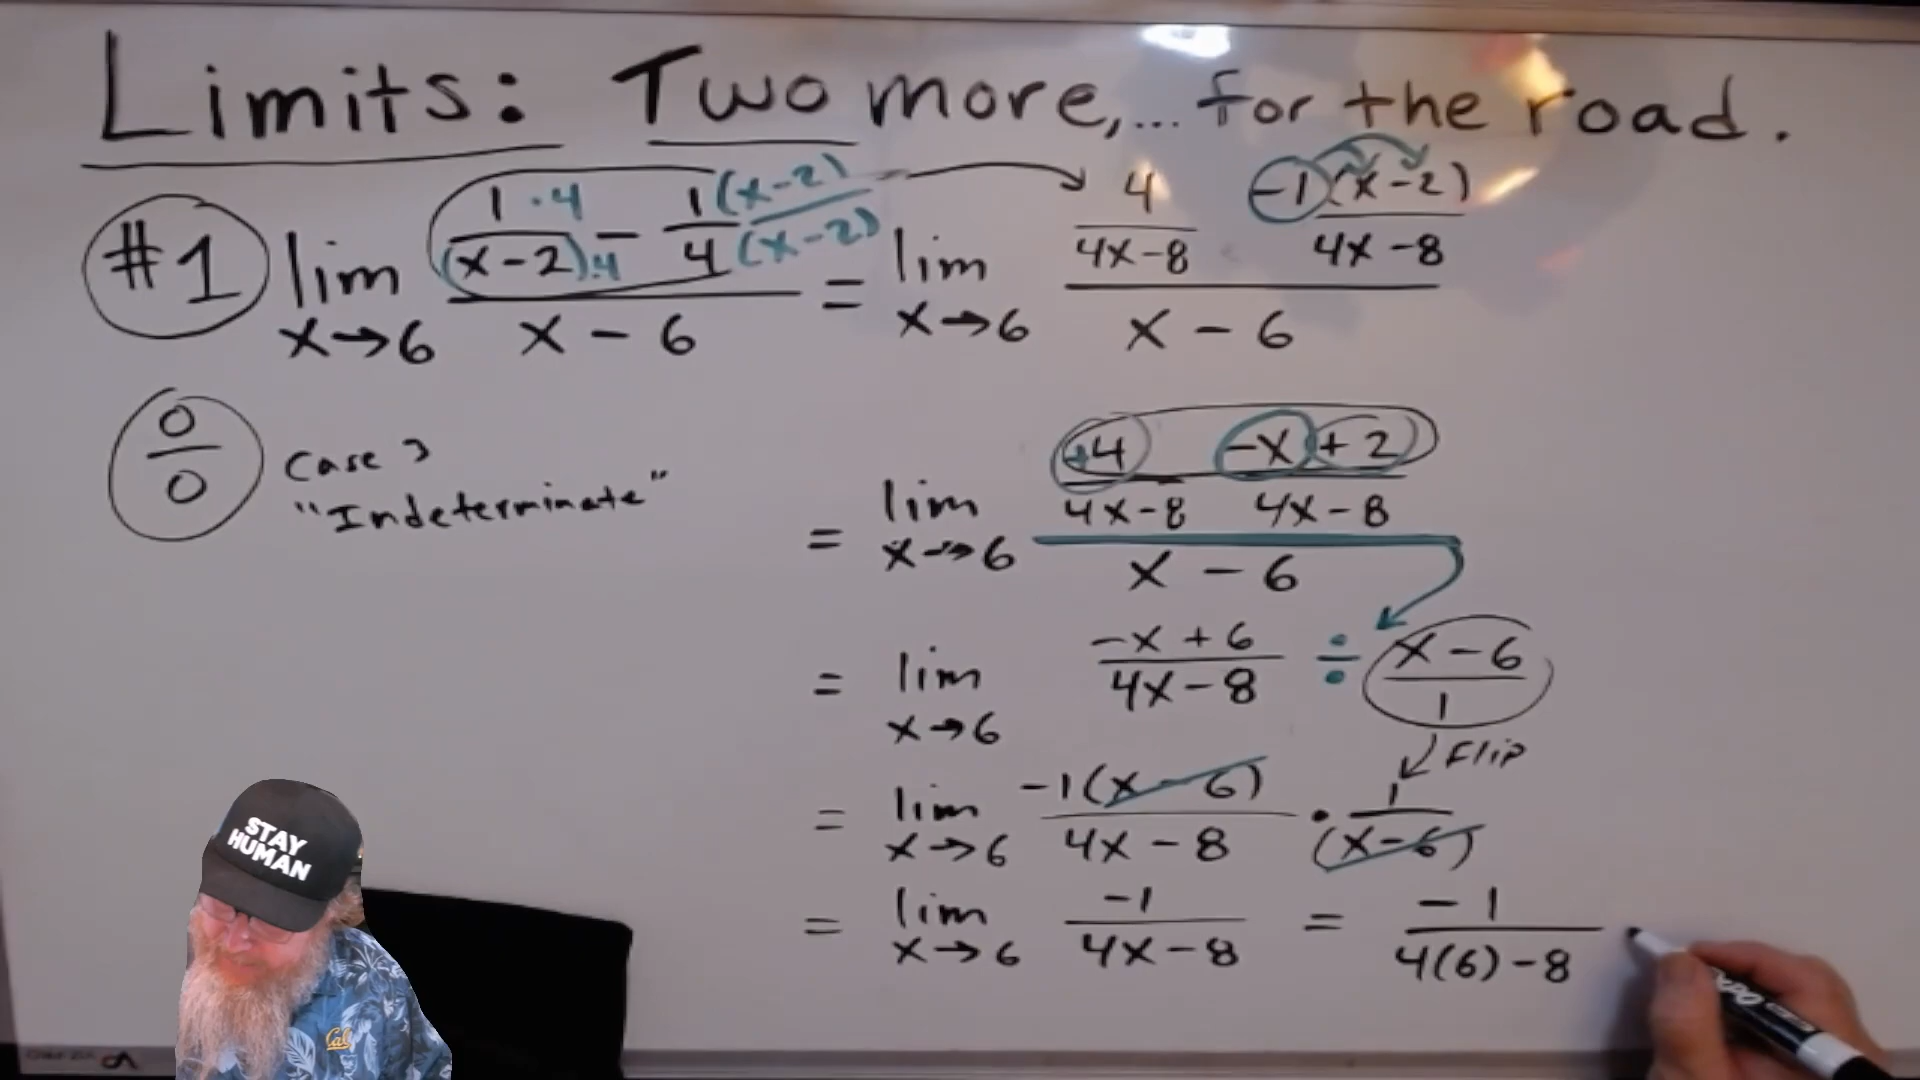 Limits: Two more,... for the road.
#1 lim x→6 (1·4/(x-2)·4 - 1(x-2)/4(x-2))/(x-6) = lim x→6 (4/(4x-8) -1(x-2)/(4x-8))/(x-6)
0/0 Case 3
"Indeterminate"
= lim x→6 (+4/(4x-8) (-x+2)/(4x-8))/(x-6)
= lim x→6 (-x+6)/(4x-8) ÷ (x-6)/1
Flip
= lim x→6 -1(x-6)/(4x-8) · 1/(x-6)
= lim x→6 -1/(4x-8) = -1/(4(6)-8)
STAY
HUMAN
Cal